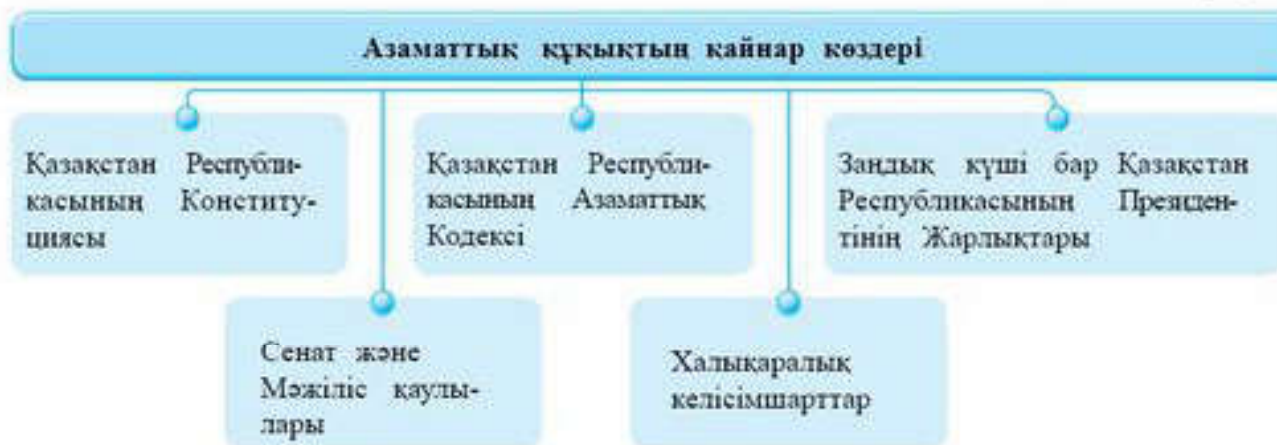 Азаматтық құқықтың қайнар көздері
Қазақстан Республи-
касының Конститу-
циясы
Қазақстан Республи-
касының Азаматтық
Кодексі
Заңдық күші бар Қазақстан
Республикасының Президен-
тінің Жарлықтары
Сенат және
Мәжіліс қаулы-
лары
Халықаралық
келісімшарттар